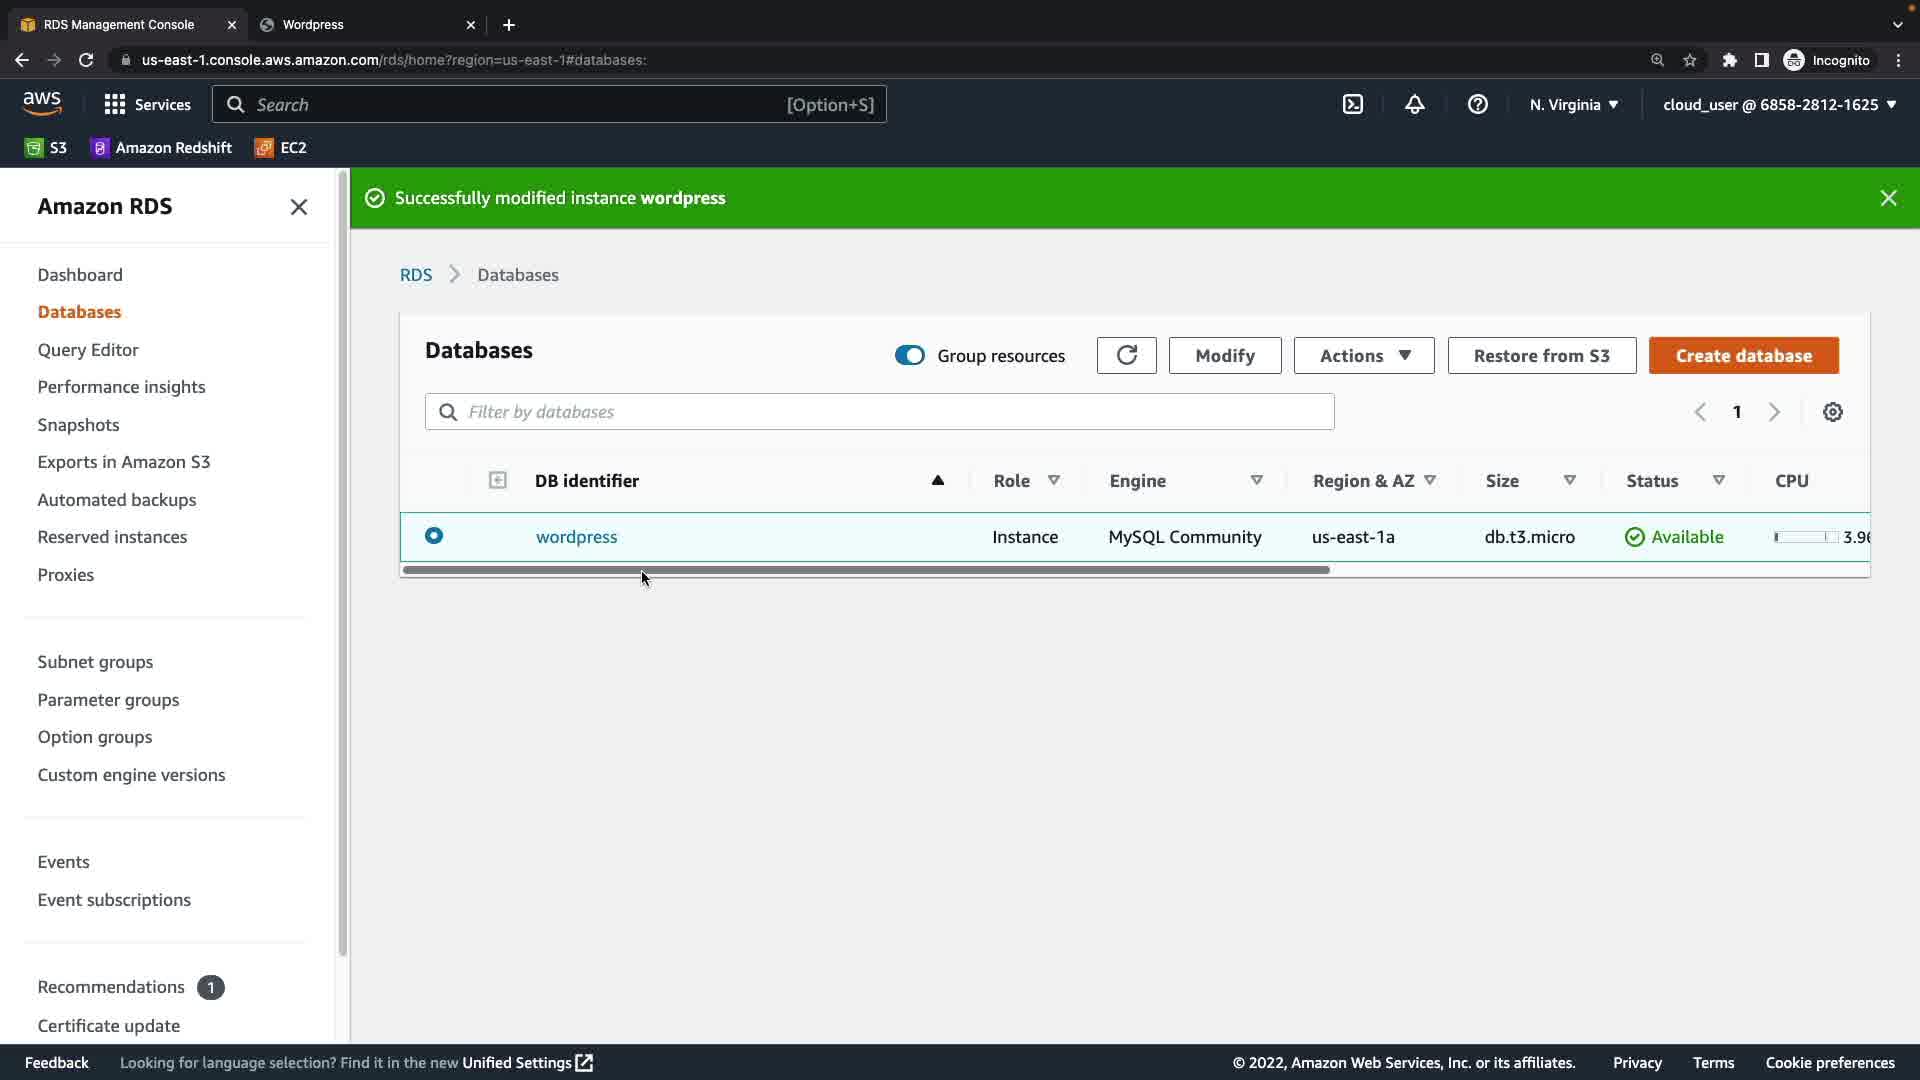 RDS Management Console
Wordpress
us-east-1.console.aws.amazon.com/rds/home?region=us-east-1#databases:
Incognito
aws
Services
Search
[Option+S]
N. Virginia
cloud_user @ 6858-2812-1625
S3
Amazon Redshift
EC2
Amazon RDS
Successfully modified instance wordpress
Dashboard
Databases
Query Editor
Performance insights
Snapshots
Exports in Amazon S3
Automated backups
Reserved instances
Proxies
Subnet groups
Parameter groups
Option groups
Custom engine versions
Events
Event subscriptions
Recommendations 1
Certificate update
RDS > Databases
Databases
Group resources
Modify
Actions
Restore from S3
Create database
Filter by databases
1
DB identifier Role Engine Region & AZ Size Status CPU
wordpress Instance MySQL Community us-east-1a db.t3.micro Available 3.96
Feedback
Looking for language selection? Find it in the new Unified Settings
© 2022, Amazon Web Services, Inc. or its affiliates.
Privacy
Terms
Cookie preferences